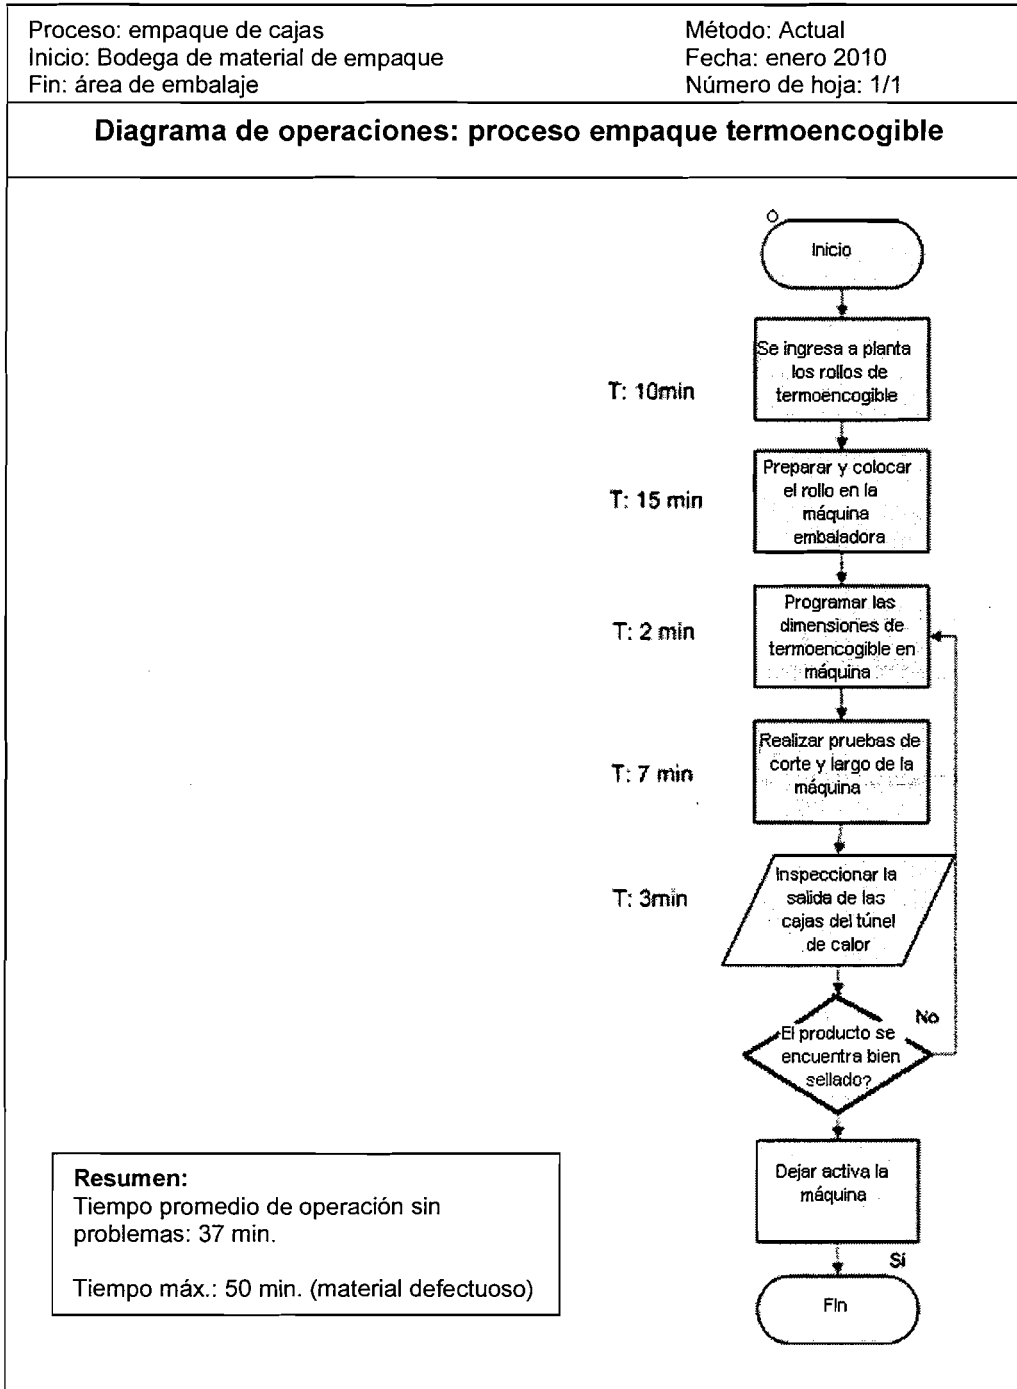 Proceso: empaque de cajas
Inicio: Bodega de material de empaque
Fin: área de embalaje
Método: Actual
Fecha: enero 2010
Número de hoja: 1/1
Diagrama de operaciones: proceso empaque termoencogible
Inicio
Se ingresa a planta
los rollos de
termoencogible
T: 10min
Preparar y colocar
el rollo en la
máquina
embaladora
T: 15 min
Programar las
dimensiones de
termoencogible en
máquina
T: 2 min
Realizar pruebas de
corte y largo de la
máquina
T: 7 min
Inspeccionar la
salida de las
cajas del túnel
de calor
T: 3min
El producto se
encuentra bien
sellado?
No
Dejar activa la
máquina
Sí
Fin
Resumen:
Tiempo promedio de operación sin
problemas: 37 min.
Tiempo máx.: 50 min. (material defectuoso)